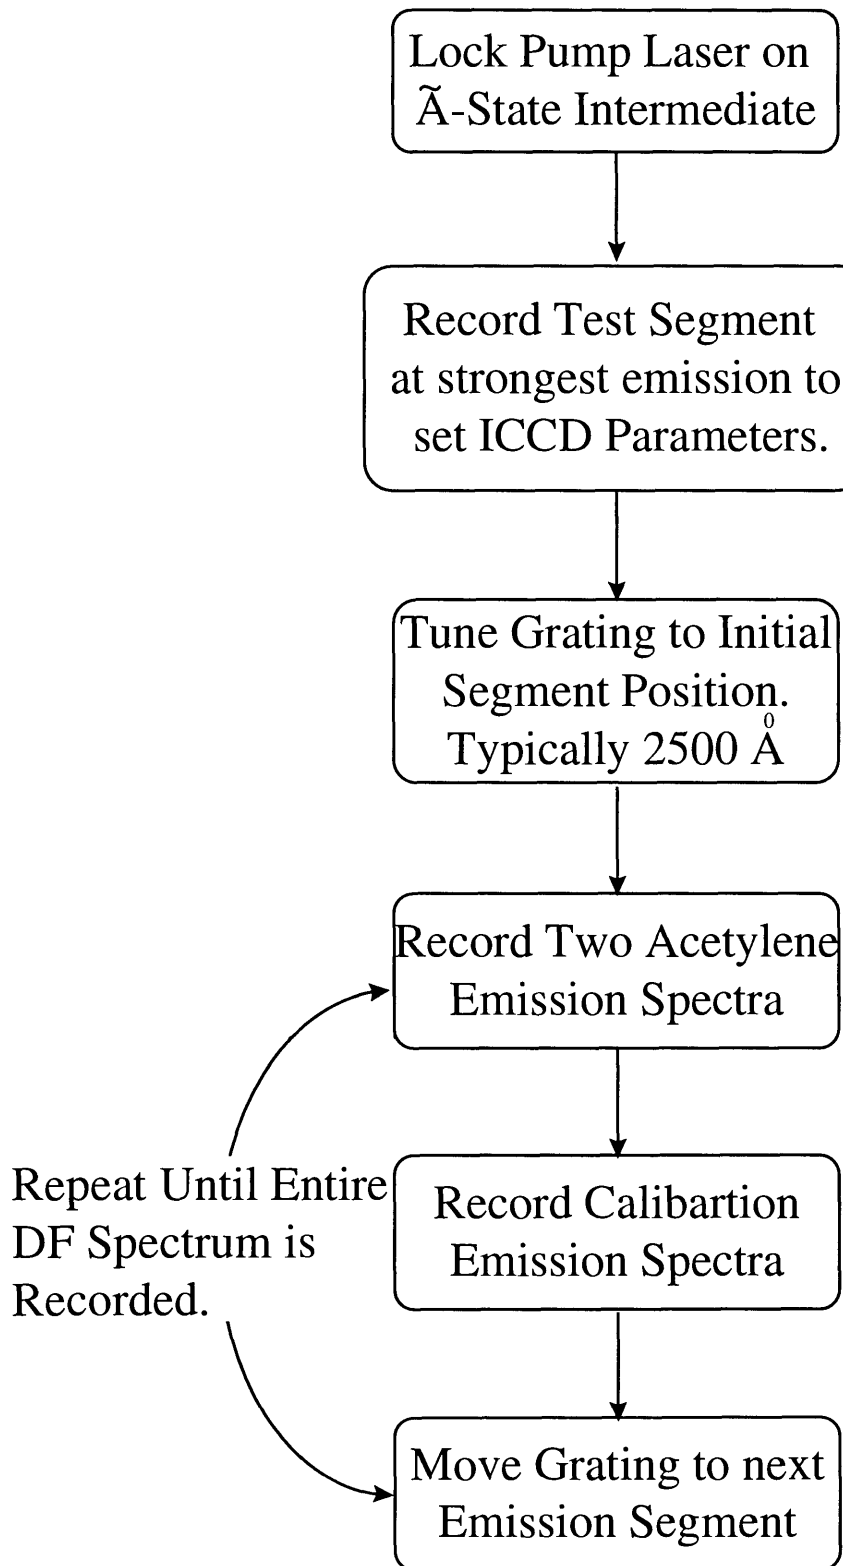 Lock Pump Laser on
Ã-State Intermediate
Record Test Segment
at strongest emission to
set ICCD Parameters.
Tune Grating to Initial
Segment Position.
Typically 2500 Å
Record Two Acetylene
Emission Spectra
Repeat Until Entire
DF Spectrum is
Recorded.
Record Calibartion
Emission Spectra
Move Grating to next
Emission Segment